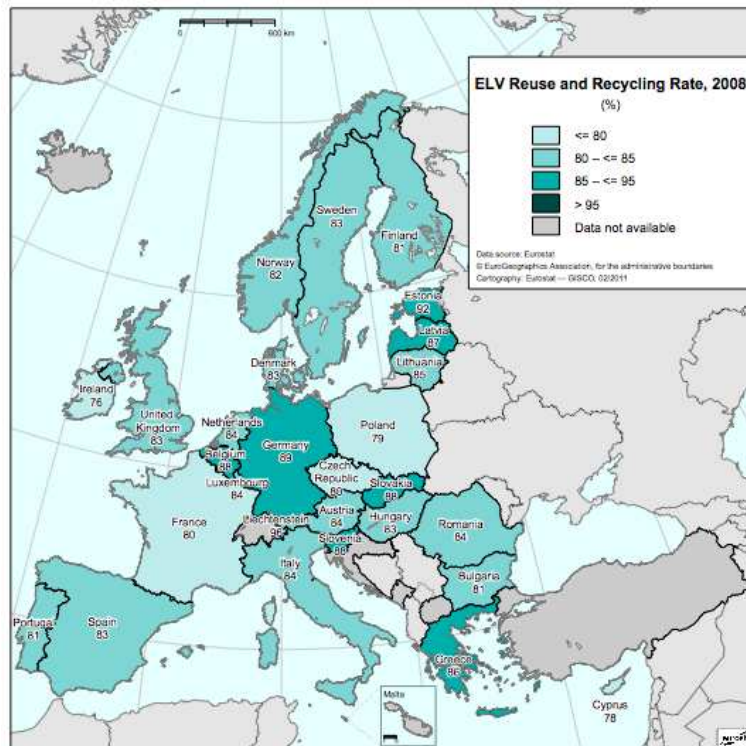 0
600 km
ELV Reuse and Recycling Rate, 2008
(%)
<= 80
80 – <= 85
85 – <= 95
> 95
Data not available
Data source: Eurostat
© EuroGeographics Association, for the administrative boundaries
Cartography: Eurostat — GISCO, 02/2011
Sweden
83
Finland
81
Norway
82
Estonia
92
Latvia
87
Lithuania
85
Denmark
83
Ireland
76
United
Kingdom
83
Netherlands
84
Poland
79
Germany
89
Belgium
88
Luxembourg
84
Czech
Republic
80
Slovakia
88
France
80
Liechtenstein
96
Austria
84
Hungary
83
Slovenia
88
Romania
84
Italy
84
Bulgaria
81
Portugal
81
Spain
83
Greece
86
Malta
Cyprus
78